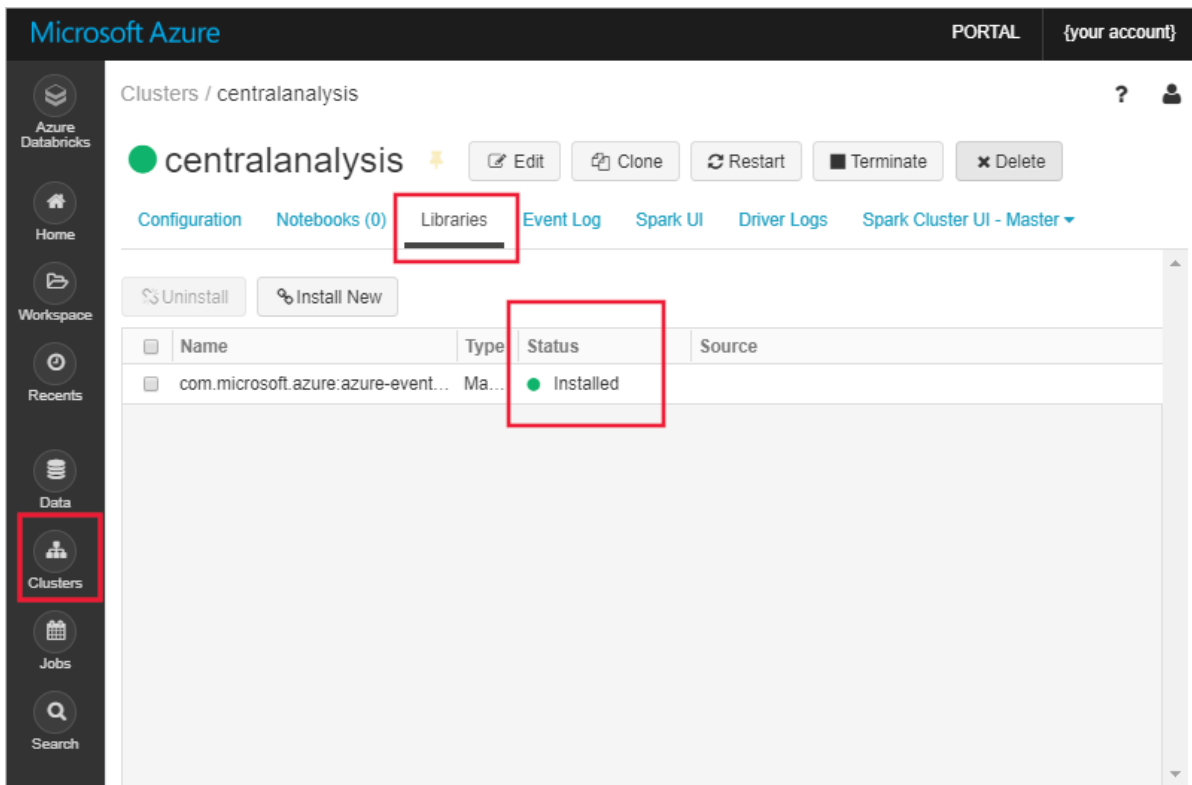 Microsoft Azure PORTAL {your account}
Azure
Databricks
Home
Workspace
Recents
Data
Clusters
Jobs
Search
Clusters / centralanalysis ?
centralanalysis Edit Clone Restart Terminate Delete
Configuration Notebooks (0) Libraries Event Log Spark UI Driver Logs Spark Cluster UI - Master
Uninstall Install New
Name Type Status Source
com.microsoft.azure:azure-event... Ma... Installed